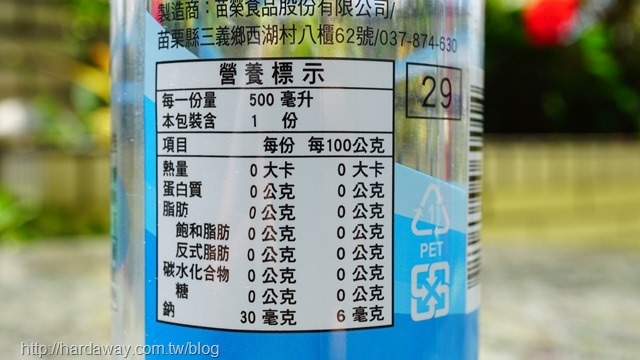 製造商：苗榮食品股份有限公司/
苗栗縣三義鄉西湖村八櫃62號/037-874-630
營養標示
每一份量 500 毫升
本包裝含 1 份
項目 每份 每100公克
熱量 0 大卡 0 大卡
蛋白質 0 公克 0 公克
脂肪 0 公克 0 公克
飽和脂肪 0 公克 0 公克
反式脂肪 0 公克 0 公克
碳水化合物 0 公克 0 公克
糖 0 公克 0 公克
鈉 30 毫克 6 毫克
29
1
PET
http://hardaway.com.tw/blog